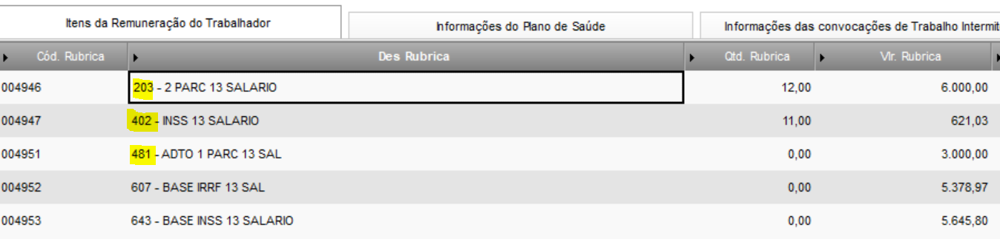 Itens da Remuneração do Trabalhador Informações do Plano de Saúde Informações das convocações de Trabalho Intermit
Cód. Rubrica Des Rubrica Qtd. Rubrica Vlr. Rubrica
004946 203 - 2 PARC 13 SALARIO 12,00 6.000,00
004947 402 - INSS 13 SALARIO 11,00 621,03
004951 481 - ADTO 1 PARC 13 SAL 0,00 3.000,00
004952 607 - BASE IRRF 13 SAL 0,00 5.378,97
004953 643 - BASE INSS 13 SALARIO 0,00 5.645,80